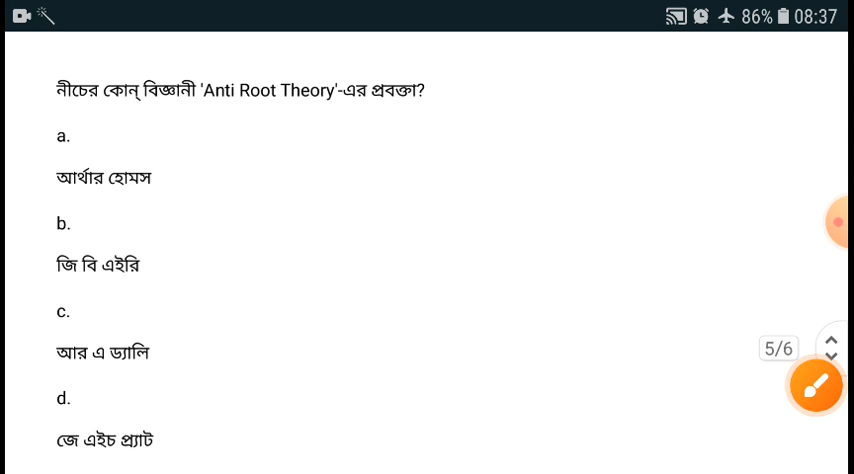 86% 08:37
নীচের কোন্ বিজ্ঞানী 'Anti Root Theory'-এর প্রবক্তা?
a.
আর্থার হোমস
b.
জি বি এইরি
c.
আর এ ড্যালি
5/6
d.
জে এইচ প্র্যাট